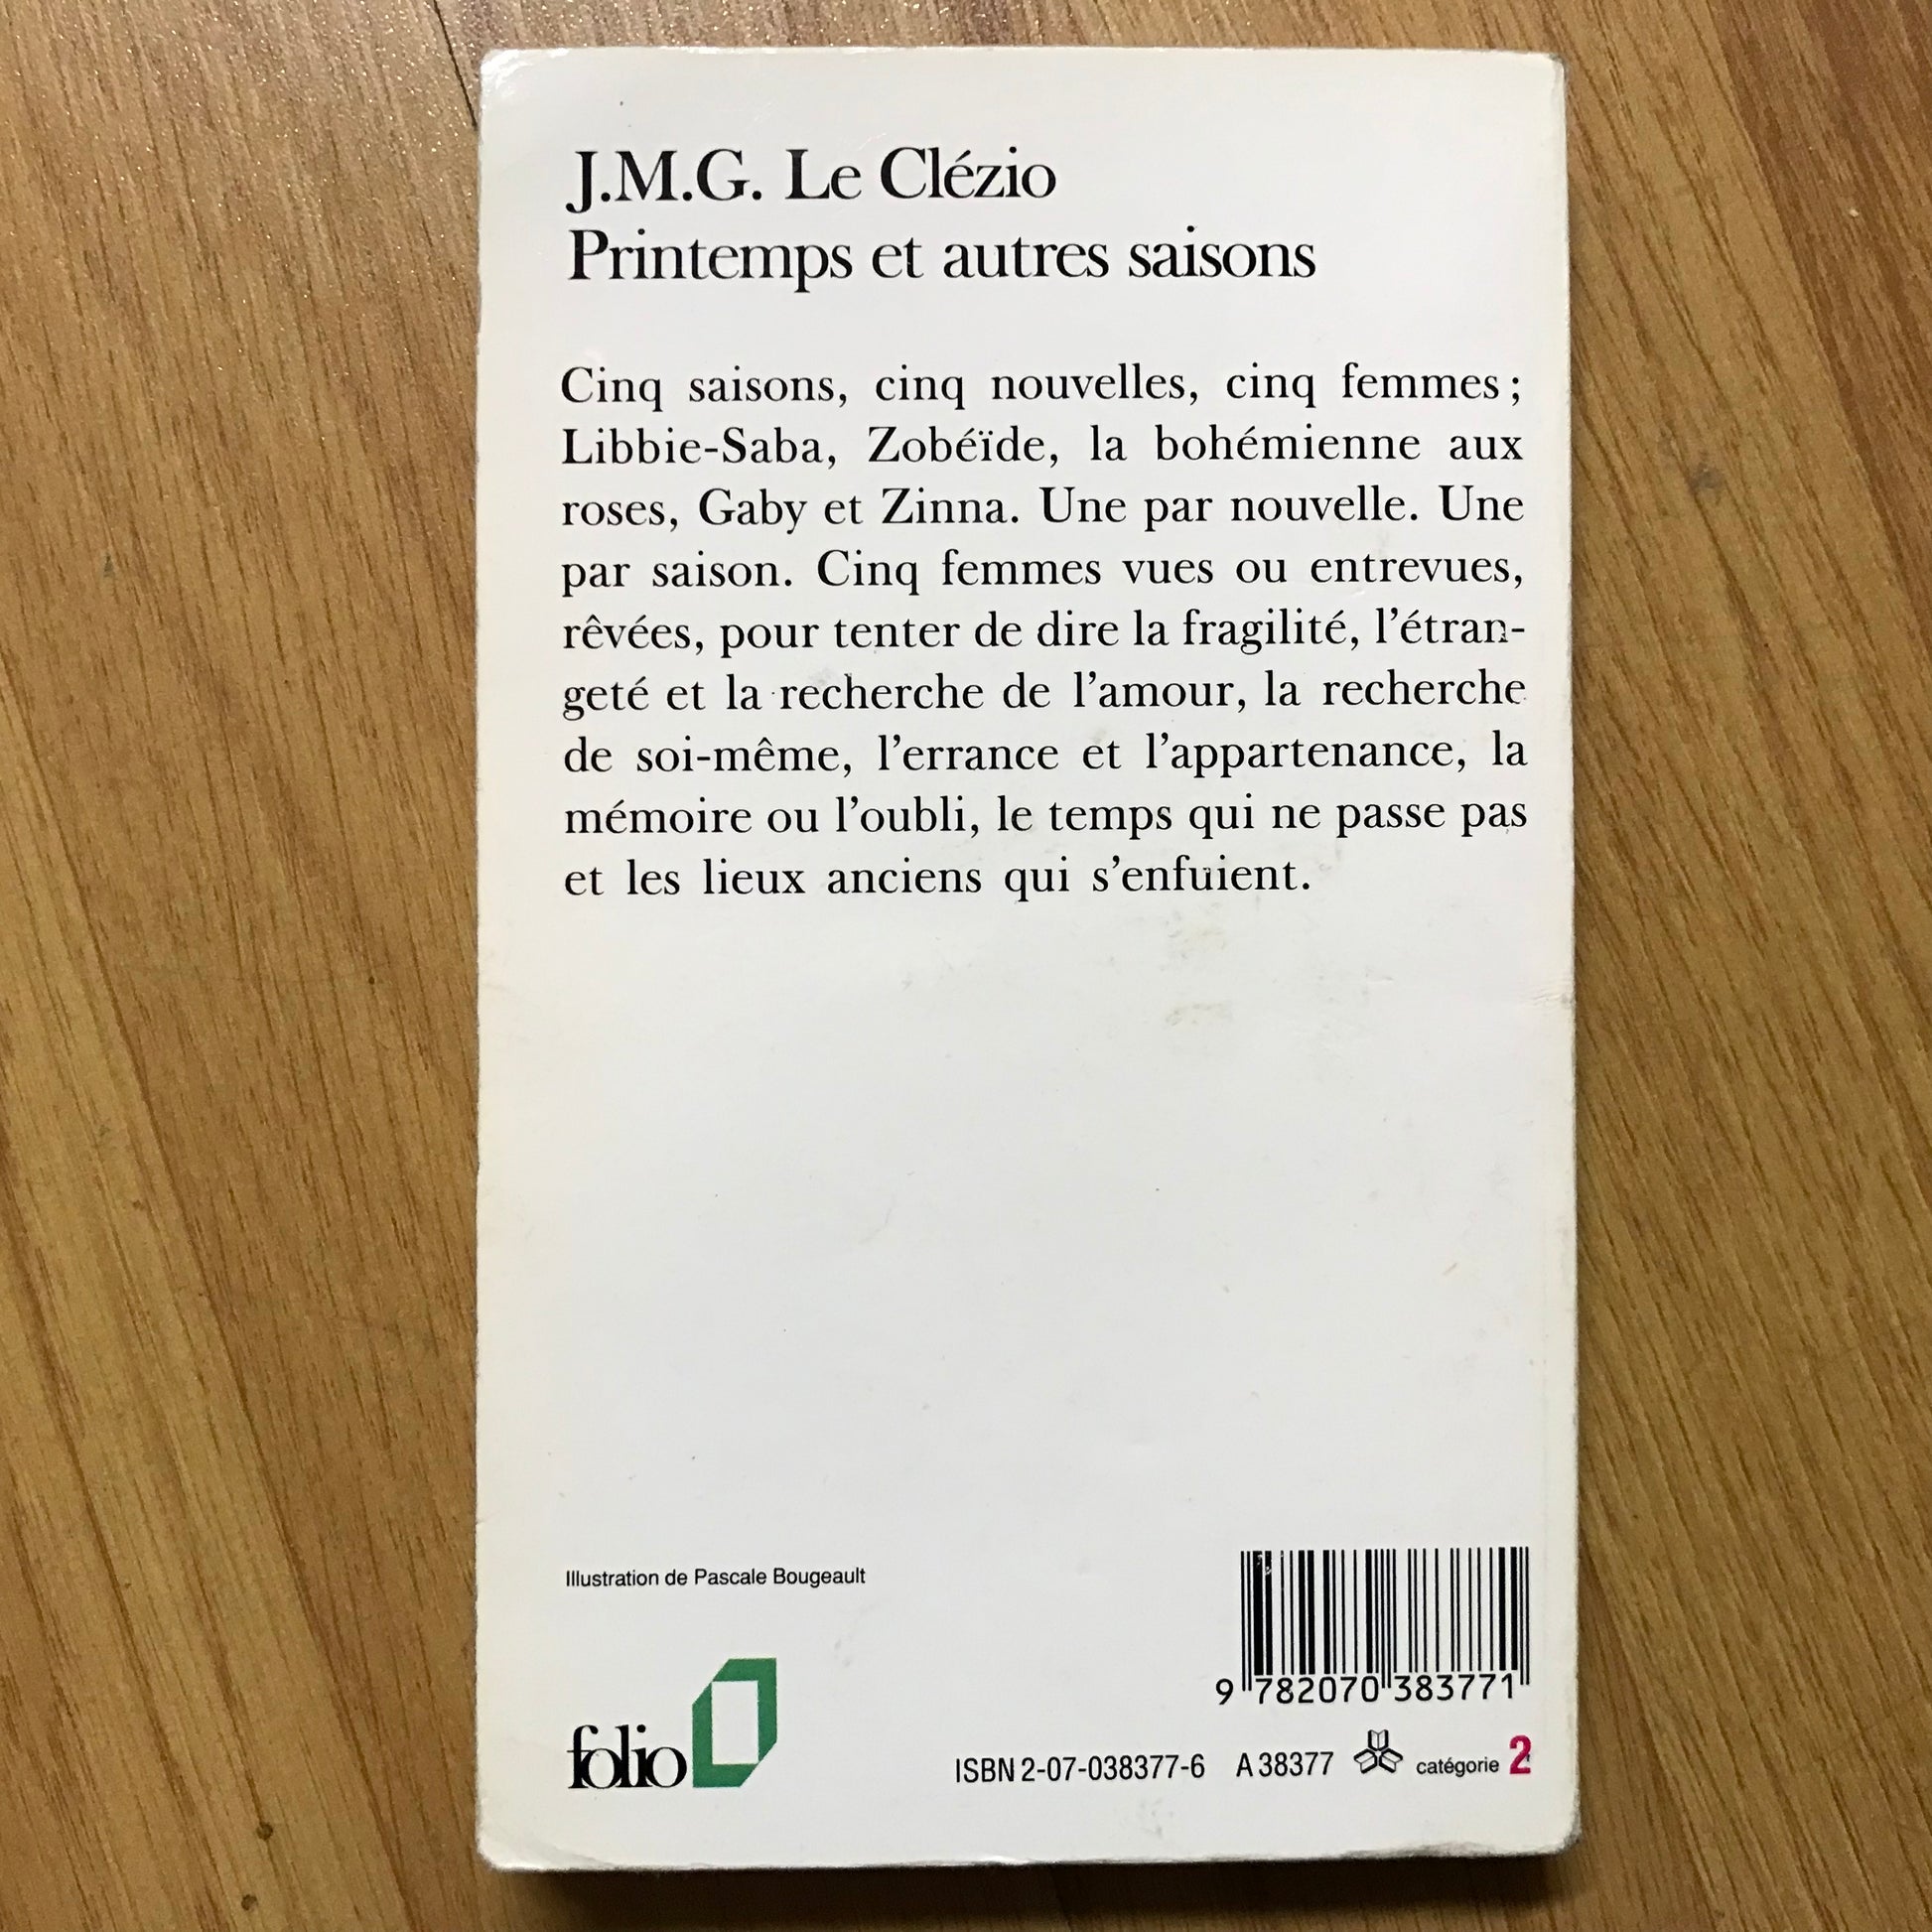 J.M.G. Le Clézio
Printemps et autres saisons
Cinq saisons, cinq nouvelles, cinq femmes ;
Libbie-Saba, Zobéïde, la bohémienne aux
roses, Gaby et Zinna. Une par nouvelle. Une
par saison. Cinq femmes vues ou entrevues,
rêvées, pour tenter de dire la fragilité, l'étran-
geté et la recherche de l'amour, la recherche
de soi-même, l'errance et l'appartenance, la
mémoire ou l'oubli, le temps qui ne passe pas
et les lieux anciens qui s'enfuient.
Illustration de Pascale Bougeault
9 782070 383771
folio
ISBN 2-07-038377-6 A 38377 catégorie 2